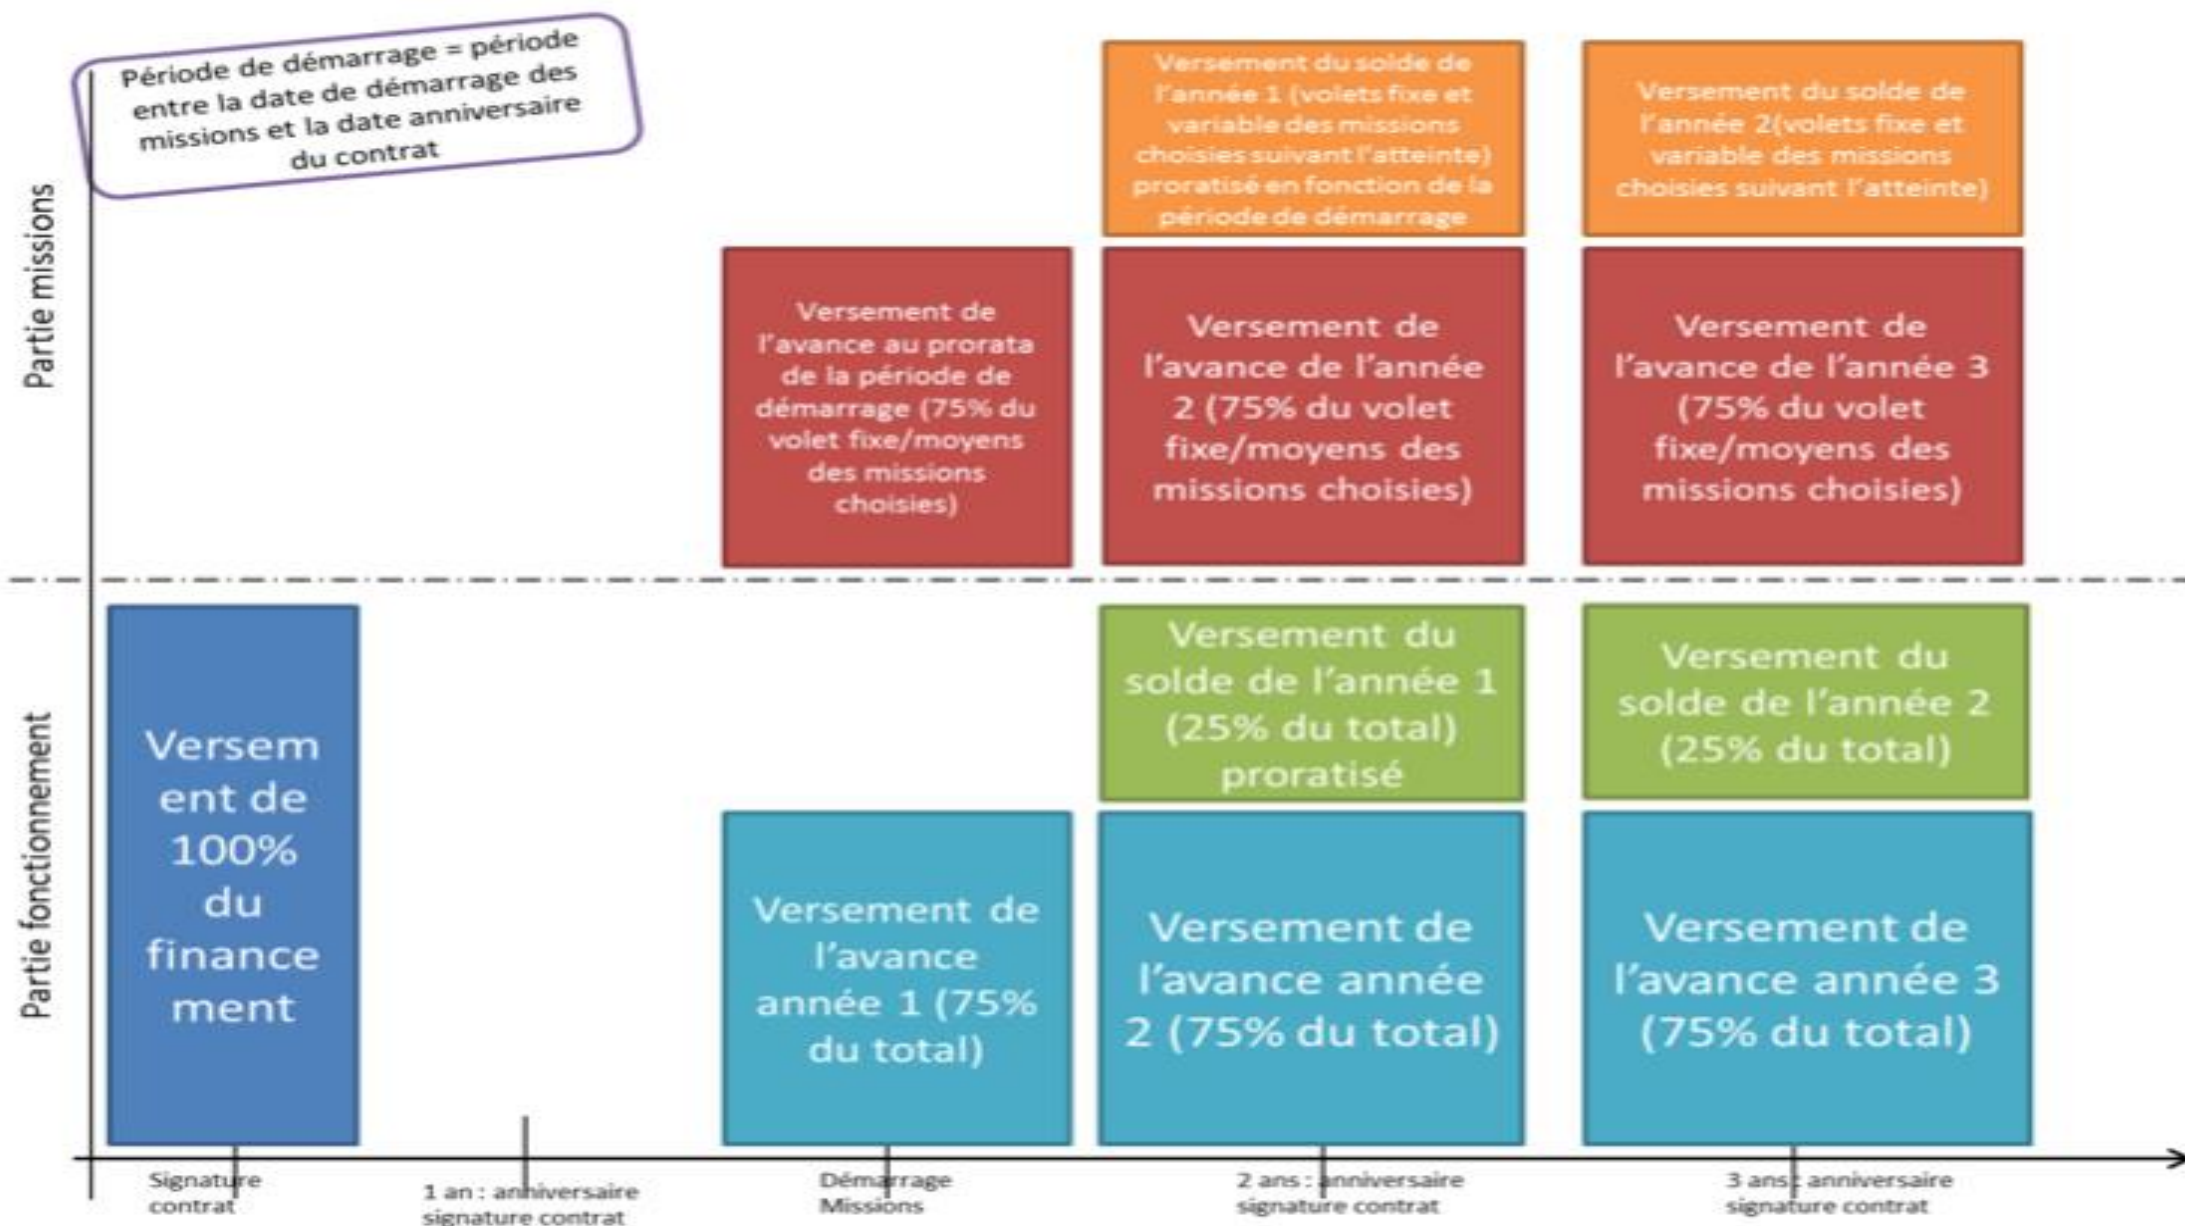 Période de démarrage = période
entre la date de démarrage des
missions et la date anniversaire
du contrat
Partie missions
Versement du solde de
l'année 1 (volets fixe et
variable des missions
choisies suivant l'atteinte)
proratisé en fonction de la
période de démarrage
Versement du solde de
l'année 2(volets fixe et
variable des missions
choisies suivant l'atteinte)
Versement de
l'avance au prorata
de la période de
démarrage (75% du
volet fixe/moyens
des missions
choisies)
Versement de
l'avance de l'année
2 (75% du volet
fixe/moyens des
missions choisies)
Versement de
l'avance de l'année 3
(75% du volet
fixe/moyens des
missions choisies)
Partie fonctionnement
Versem
ent de
100%
du
finance
ment
Versement de
l'avance
année 1 (75%
du total)
Versement du
solde de l'année 1
(25% du total)
proratisé
Versement de
l'avance année
2 (75% du total)
Versement du
solde de l'année 2
(25% du total)
Versement de
l'avance année 3
(75% du total)
Signature
contrat
1 an : anniversaire
signature contrat
Démarrage
Missions
2 ans : anniversaire
signature contrat
3 ans : anniversaire
signature contrat